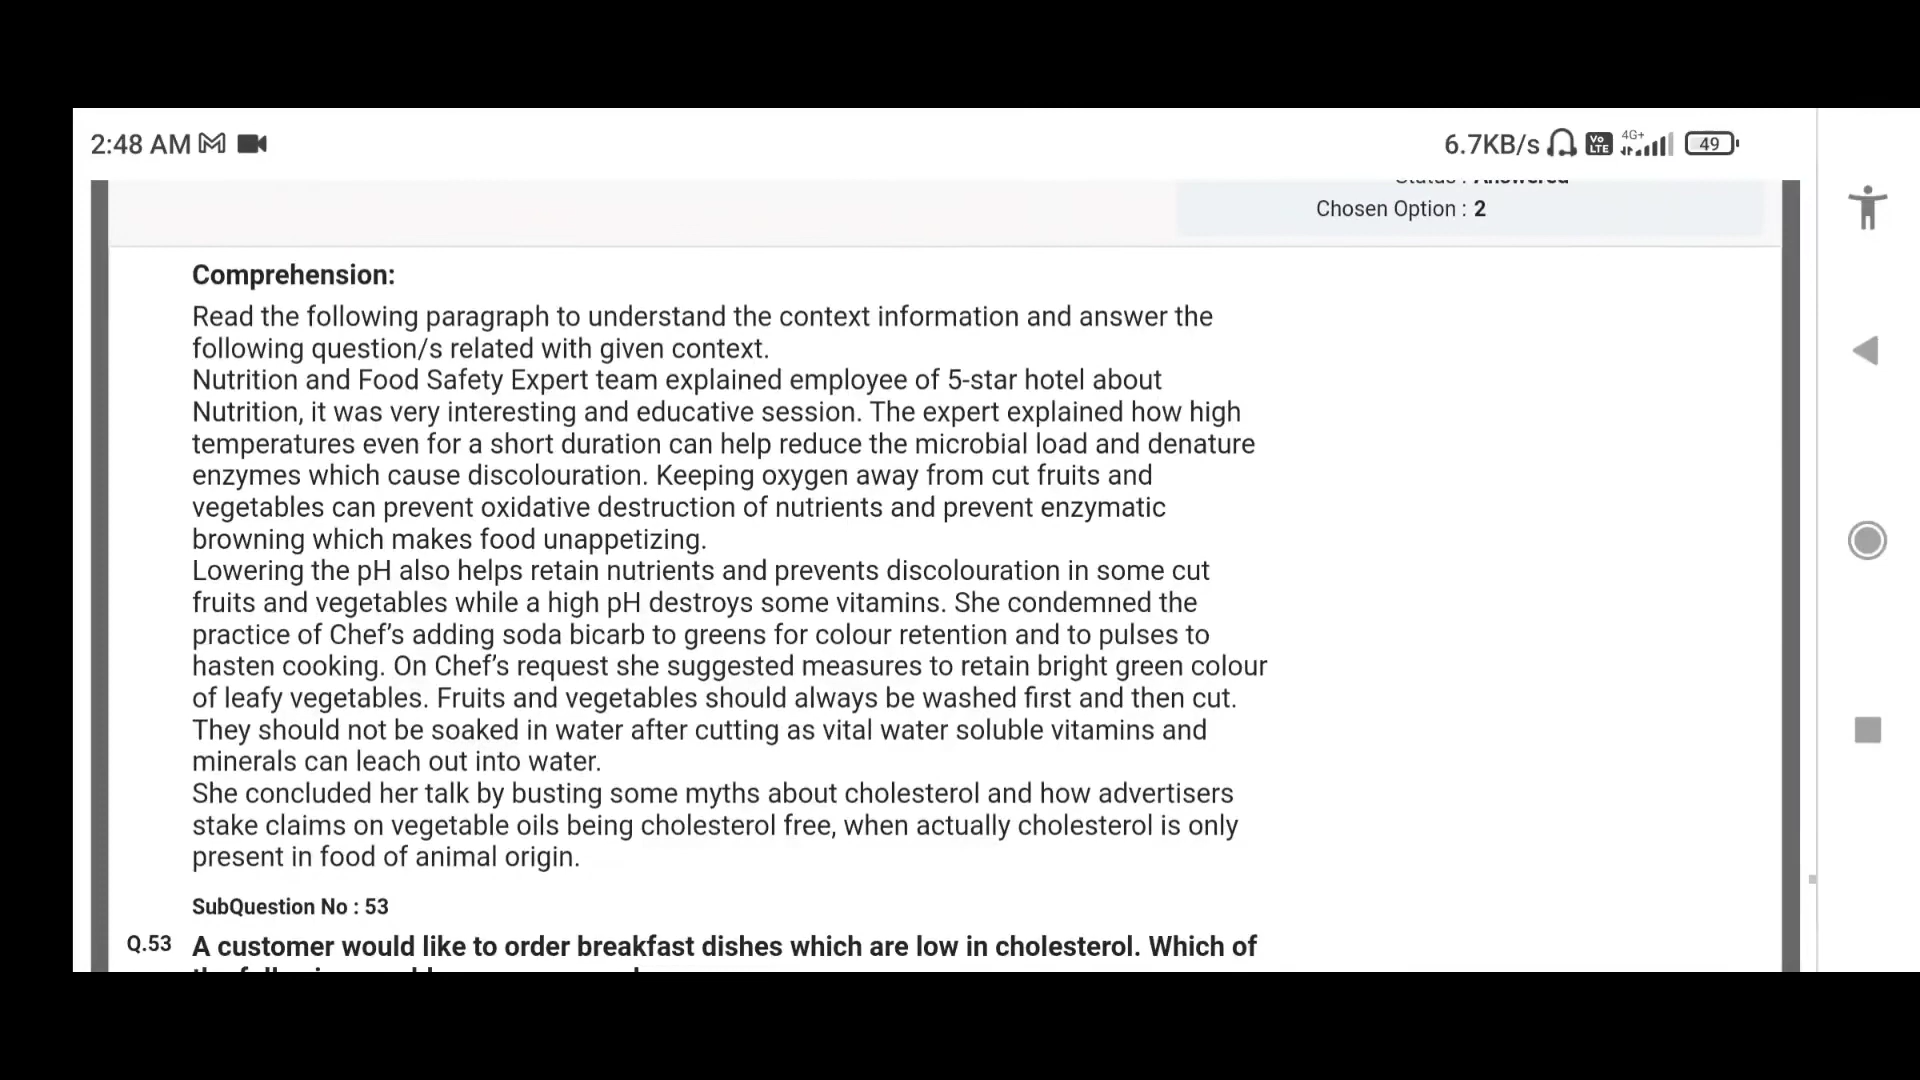 2:48 AM
6.7KB/s Vo LTE 4G+ 49
Chosen Option : 2
Comprehension:
Read the following paragraph to understand the context information and answer the
following question/s related with given context.
Nutrition and Food Safety Expert team explained employee of 5-star hotel about
Nutrition, it was very interesting and educative session. The expert explained how high
temperatures even for a short duration can help reduce the microbial load and denature
enzymes which cause discolouration. Keeping oxygen away from cut fruits and
vegetables can prevent oxidative destruction of nutrients and prevent enzymatic
browning which makes food unappetizing.
Lowering the pH also helps retain nutrients and prevents discolouration in some cut
fruits and vegetables while a high pH destroys some vitamins. She condemned the
practice of Chef’s adding soda bicarb to greens for colour retention and to pulses to
hasten cooking. On Chef’s request she suggested measures to retain bright green colour
of leafy vegetables. Fruits and vegetables should always be washed first and then cut.
They should not be soaked in water after cutting as vital water soluble vitamins and
minerals can leach out into water.
She concluded her talk by busting some myths about cholesterol and how advertisers
stake claims on vegetable oils being cholesterol free, when actually cholesterol is only
present in food of animal origin.
SubQuestion No : 53
Q.53 A customer would like to order breakfast dishes which are low in cholesterol. Which of